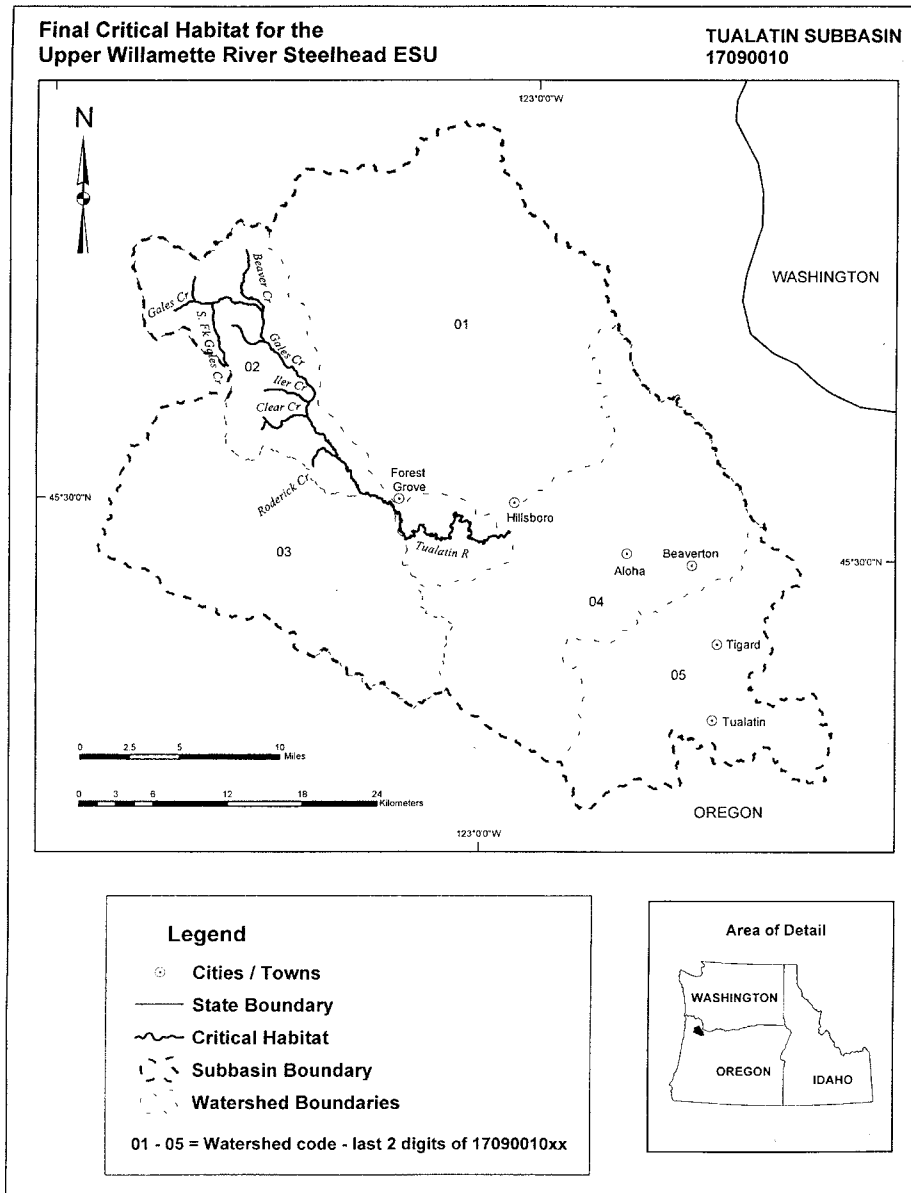 Final Critical Habitat for the
Upper Willamette River Steelhead ESU
TUALATIN SUBBASIN
17090010
123°0'0"W
N
WASHINGTON
Beaver Cr
Gales Cr
S. Fk Gales Cr
01
Gales Cr
02
Iler Cr
Clear Cr
Forest
Grove
45°30'0"N
Roderick Cr
Hillsboro
Tualatin R
03
Aloha
Beaverton
45°30'0"N
04
Tigard
05
Tualatin
0 2.5 5 10
Miles
0 3 6 12 18 24
Kilometers
OREGON
123°0'0"W
Legend
Cities / Towns
State Boundary
Critical Habitat
Subbasin Boundary
Watershed Boundaries
01 - 05 = Watershed code - last 2 digits of 17090010xx
Area of Detail
WASHINGTON
OREGON
IDAHO